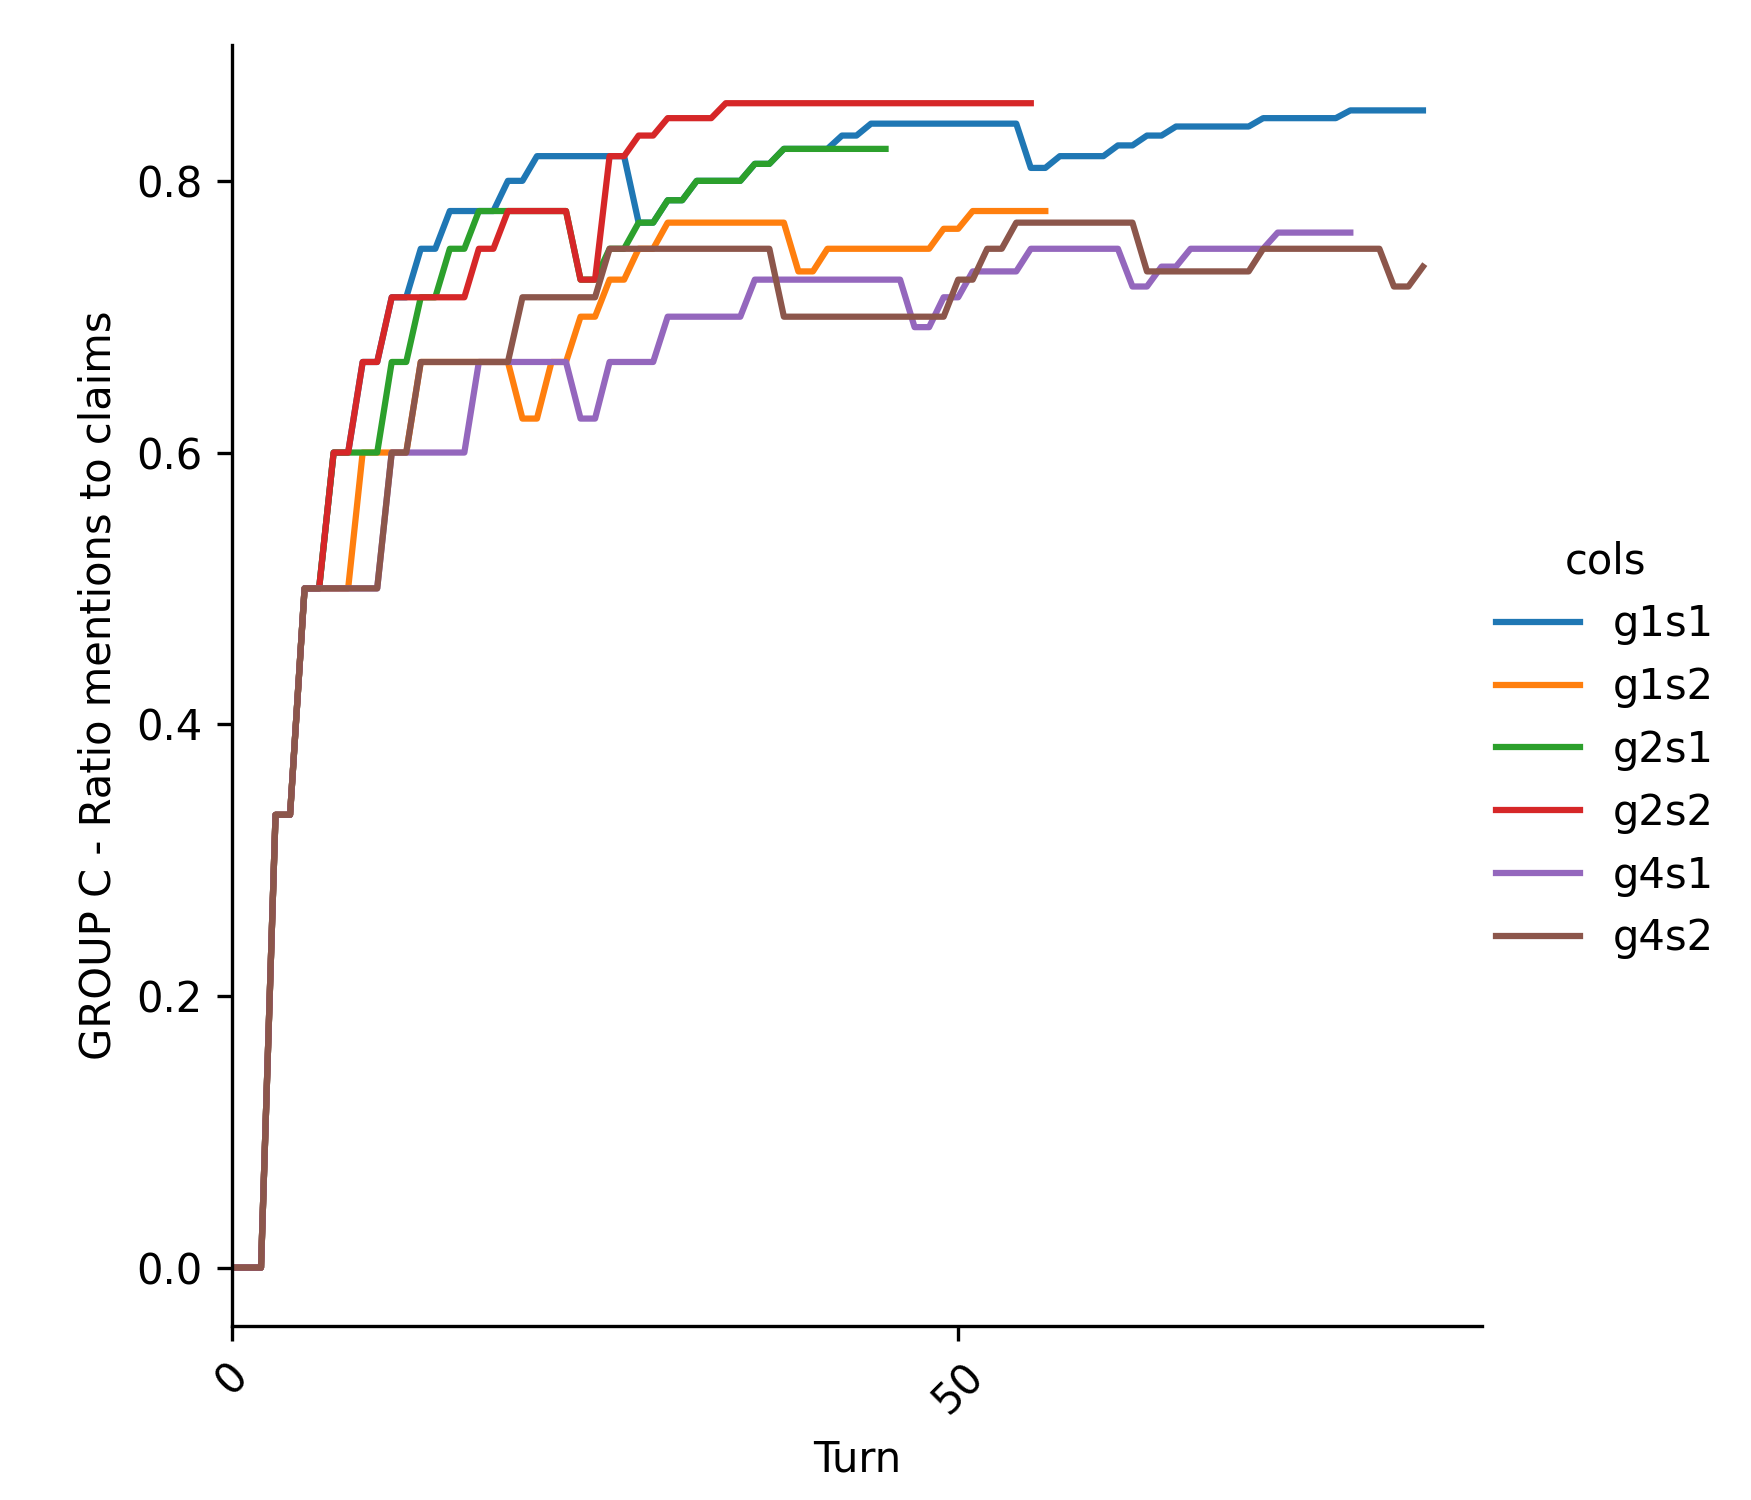 GROUP C - Ratio mentions to claims
0.8
0.6
0.4
0.2
0.0
0
50
Turn
cols
g1s1
g1s2
g2s1
g2s2
g4s1
g4s2